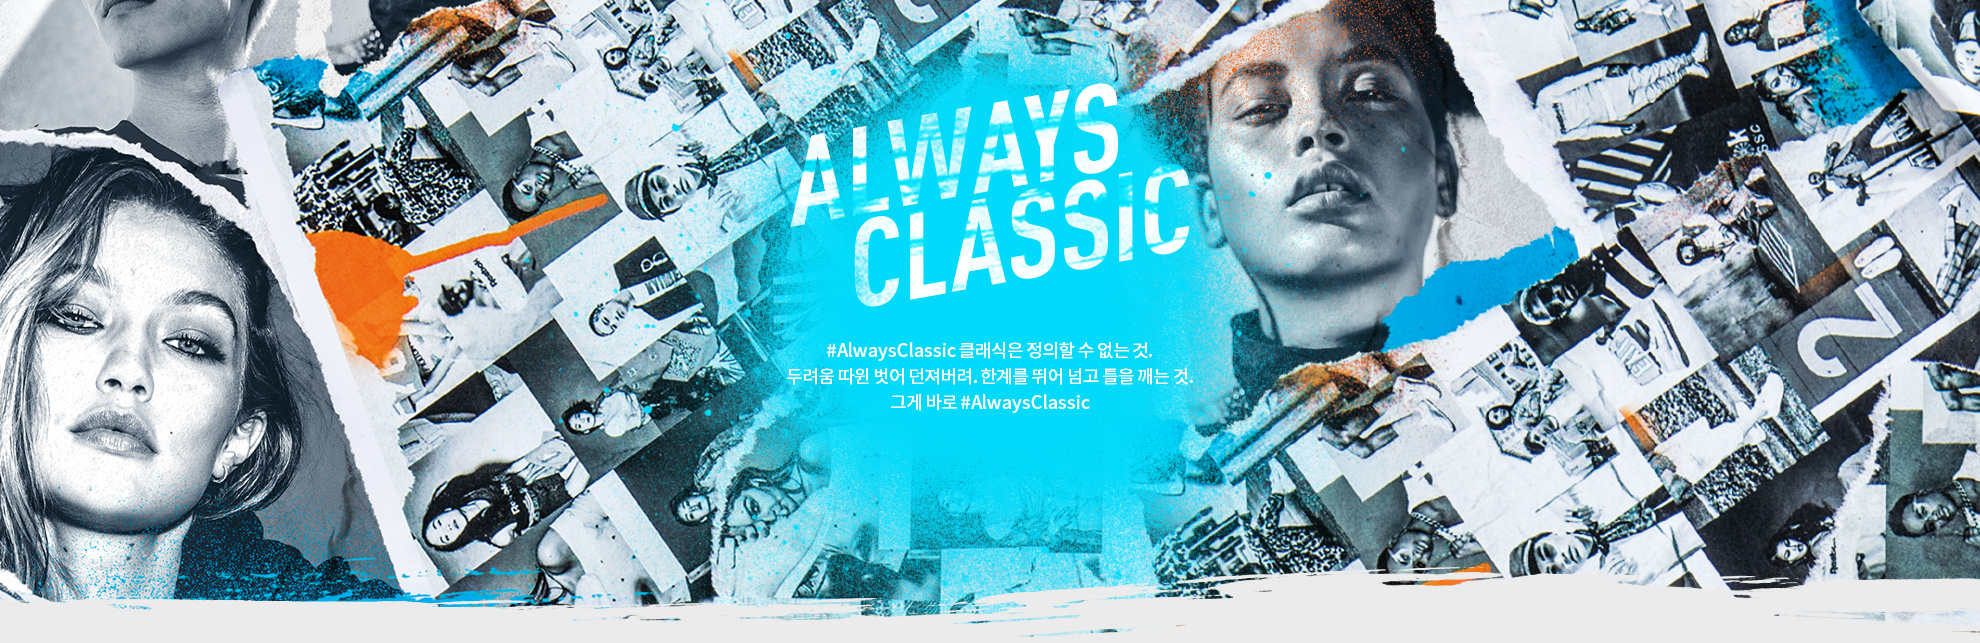 ALWAYS
CLASSIC
#AlwaysClassic 클래식은 정의할 수 없는 것.
두려움 따윈 벗어 던져버려. 한계를 뛰어 넘고 틀을 깨는 것.
그게 바로 #AlwaysClassic